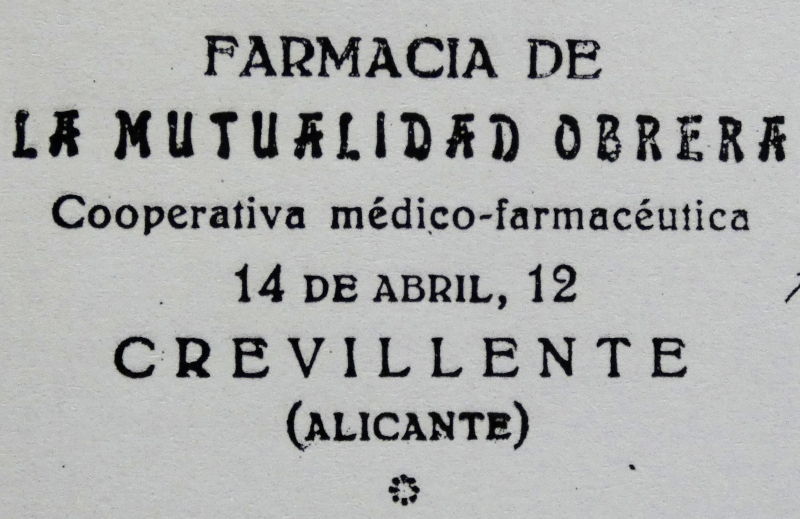 FARMACIA DE
LA MUTUALIDAD OBRERA
Cooperativa médico-farmacéutica
14 DE ABRIL, 12
CREVILLENTE
(ALICANTE)